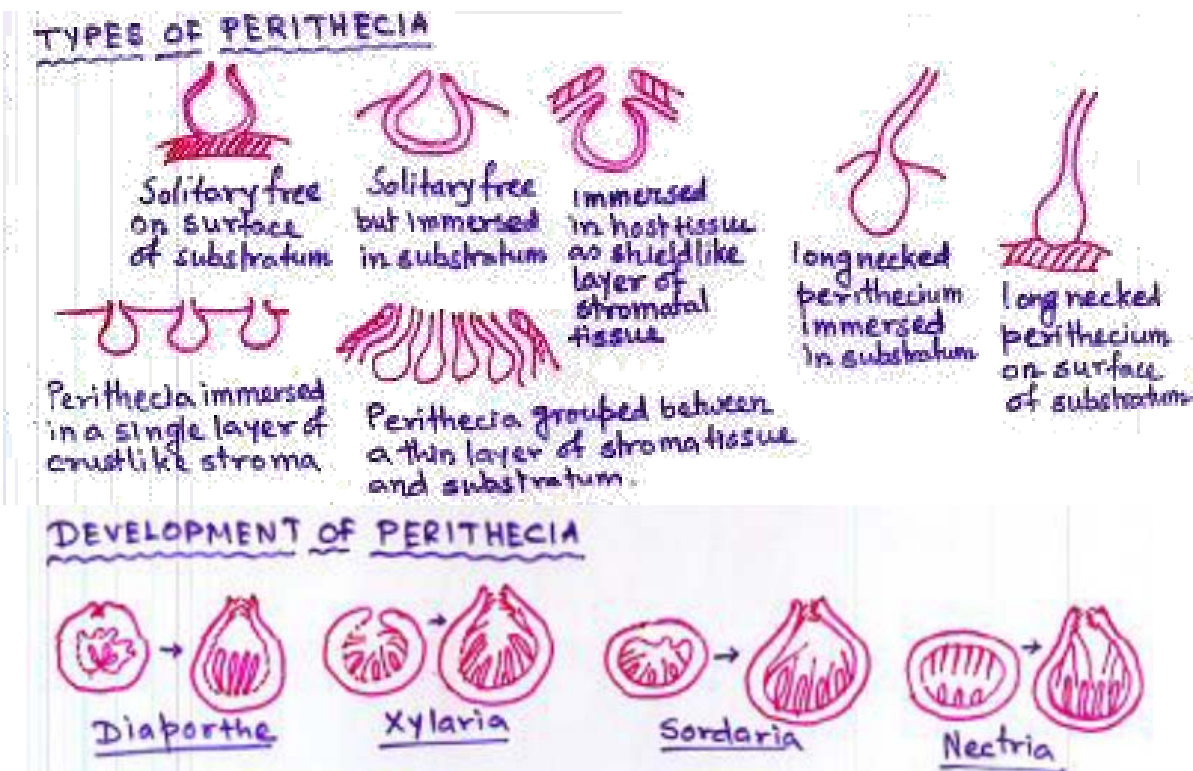 TYPES OF PERITHECIA
Solitary free
on surface
of substratum
Solitary free
but immersed
in substratum
immersed
in host tissue
as shieldlike
layer of
stromatal
tissue
longnecked
perithecium
immersed
in substratum
long necked
perithecium
on surface
of substratum
Perithecia immersed
in a single layer of
crustlike stroma
Perithecia grouped between
a thin layer of stroma tissue
and substratum.
DEVELOPMENT OF PERITHECIA
Diaporthe
Xylaria
Sordaria
Nectria